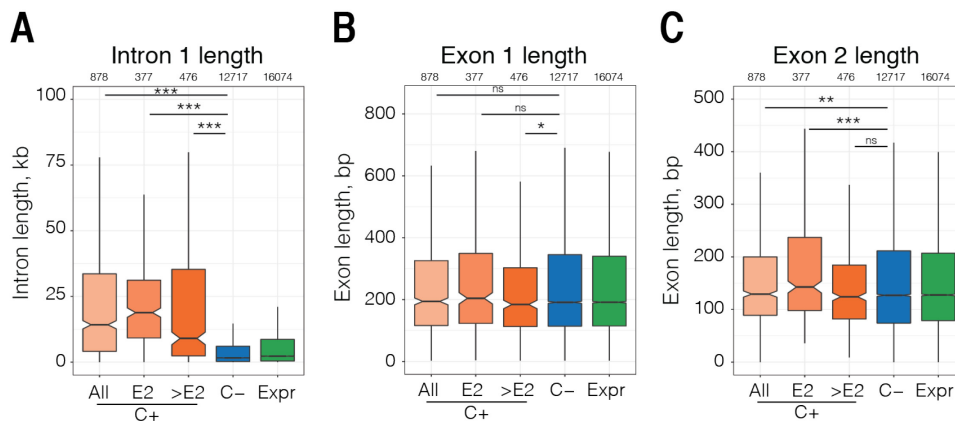 A
Intron 1 length
878 377 476 12717 16074
***
***
***
Intron length, kb
100
75
50
25
0
All E2 >E2 C− Expr
C+
B
Exon 1 length
878 377 476 12717 16074
ns
ns
*
Exon length, bp
800
600
400
200
0
All E2 >E2 C− Expr
C+
C
Exon 2 length
878 377 476 12717 16074
**
***
ns
Exon length, bp
500
400
300
200
100
0
All E2 >E2 C− Expr
C+